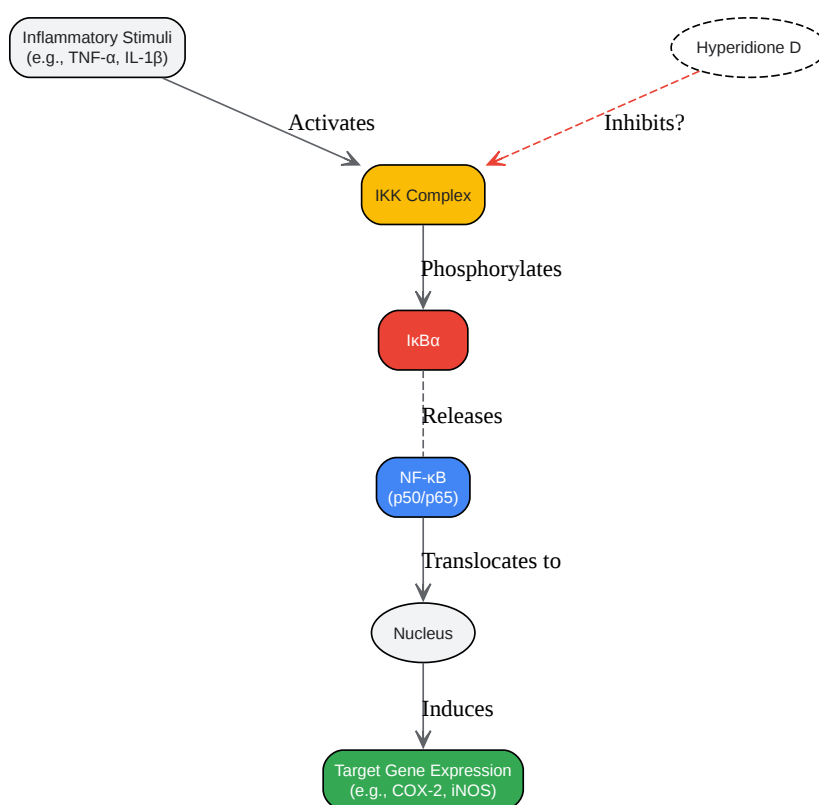 Inflammatory Stimuli
(e.g., TNF-α, IL-1β)
Hyperidione D
Activates
Inhibits?
IKK Complex
Phosphorylates
IκBα
Releases
NF-κB
(p50/p65)
Translocates to
Nucleus
Induces
Target Gene Expression
(e.g., COX-2, iNOS)